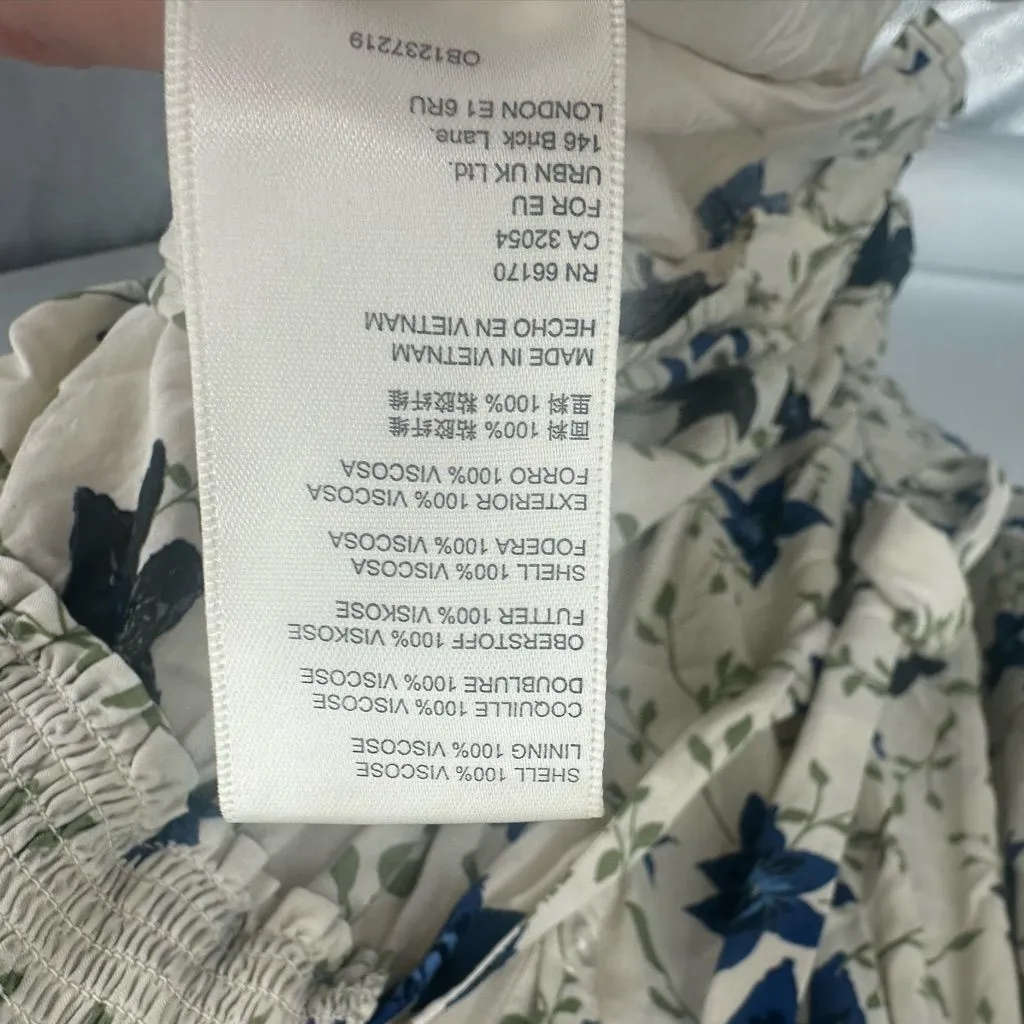 SHELL 100% VISCOSE
LINING 100% VISCOSE
COQUILLE 100% VISCOSE
DOUBLURE 100% VISCOSE
OBERSTOFF 100% VISKOSE
FUTTER 100% VISKOSE
SHELL 100% VISCOSA
FODERA 100% VISCOSA
EXTERIOR 100% VISCOSA
FORRO 100% VISCOSA
面料 100% 粘胶纤维
里料 100% 粘胶纤维
MADE IN VIETNAM
HECHO EN VIETNAM
RN 66170
CA 32054
FOR EU
URBN UK Ltd.
146 Brick Lane.
LONDON E1 6RU
OB1237219